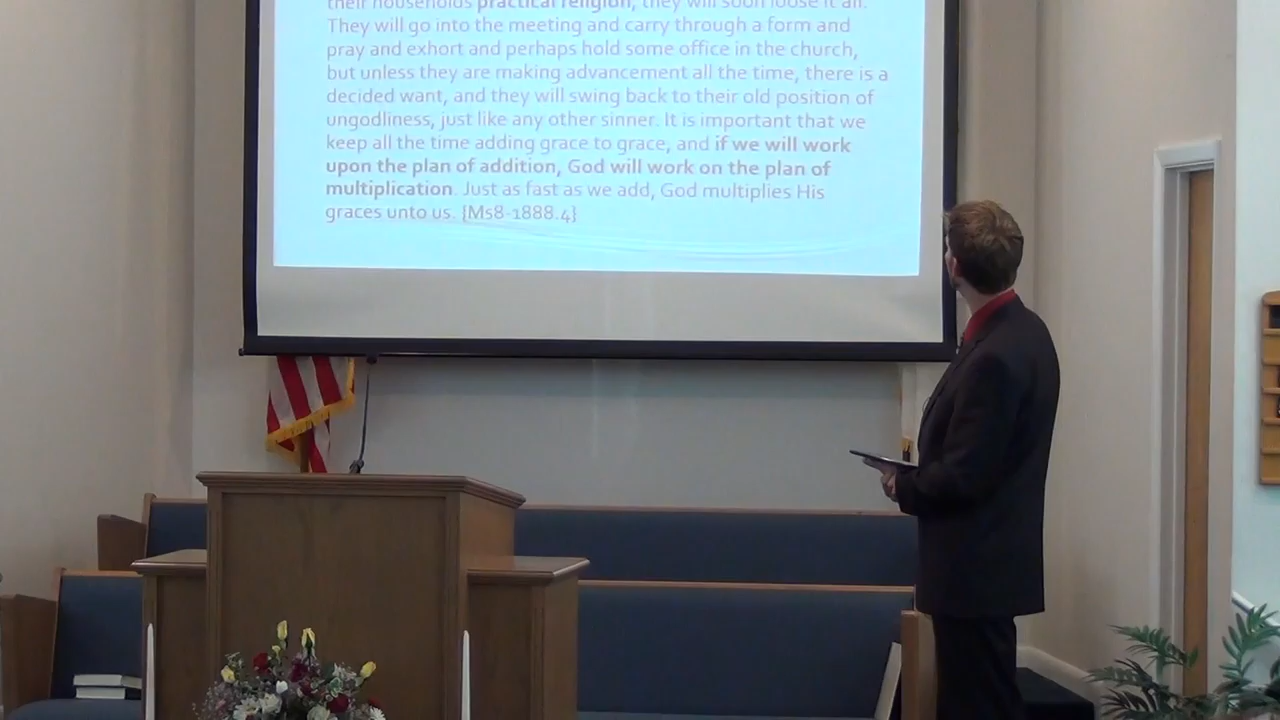 their households practical religion, they will soon loose it all.
They will go into the meeting and carry through a form and
pray and exhort and perhaps hold some office in the church,
but unless they are making advancement all the time, there is a
decided want, and they will swing back to their old position of
ungodliness, just like any other sinner. It is important that we
keep all the time adding grace to grace, and if we will work
upon the plan of addition, God will work on the plan of
multiplication. Just as fast as we add, God multiplies His
graces unto us. {Ms8-1888.4}